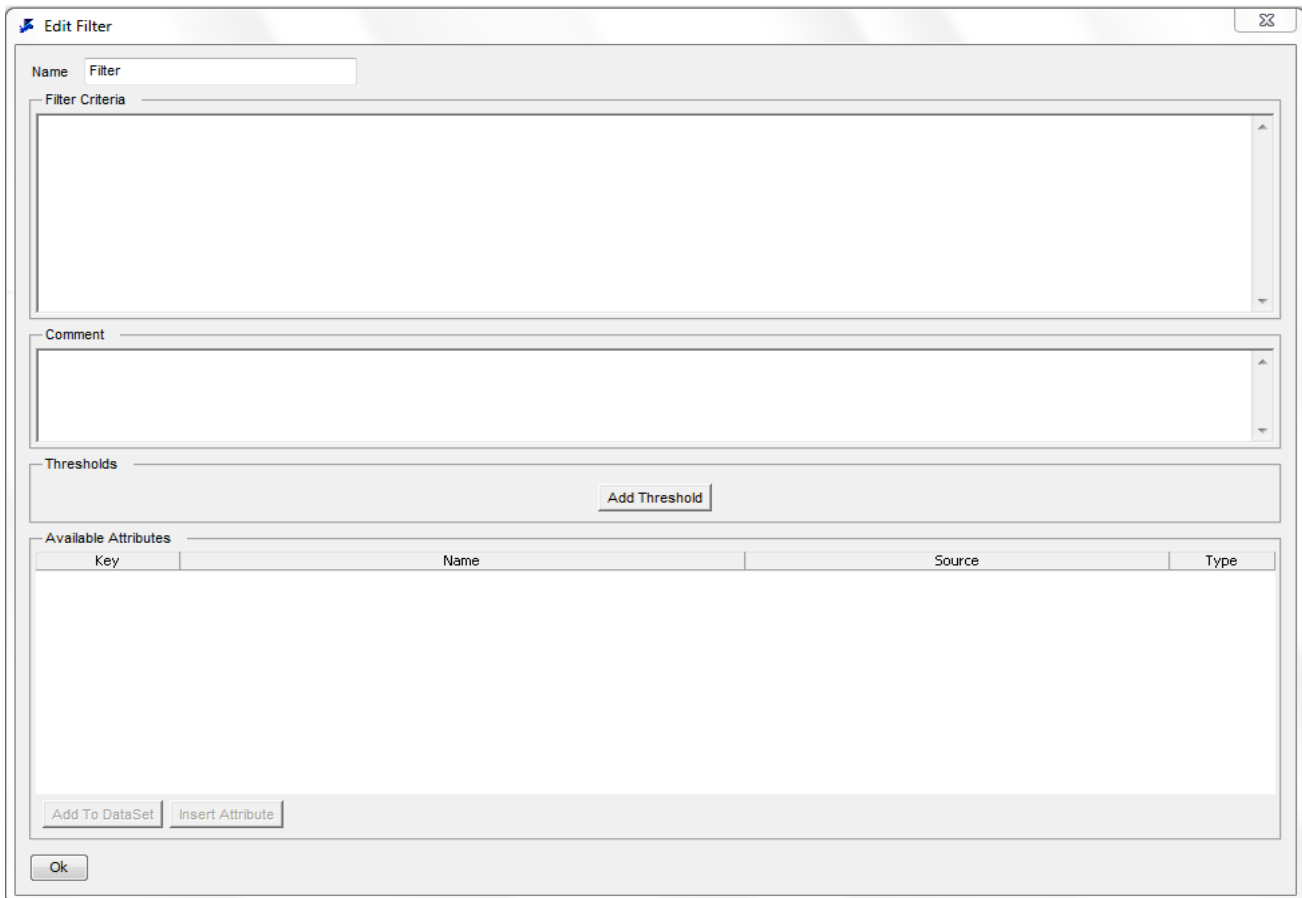 Edit Filter
Name Filter
Filter Criteria
Comment
Thresholds
Add Threshold
Available Attributes
Key Name Source Type
Add To DataSet Insert Attribute
Ok